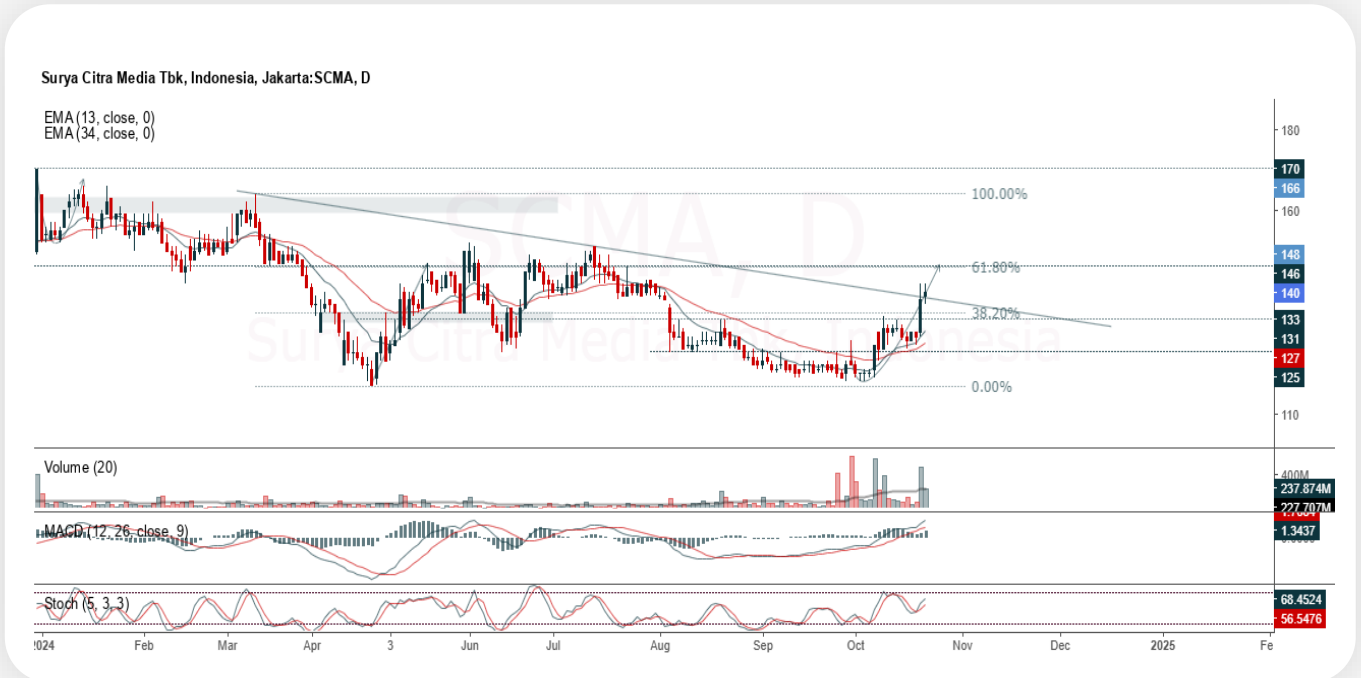 Surya Citra Media Tbk, Indonesia, Jakarta:SCMA, D
EMA (13, close, 0)
EMA (34, close, 0)
SCMA, D
Surya Citra Media Tbk, Indonesia
100.00%
61.80%
38.20%
0.00%
180
170
166
160
148
146
140
133
131
127
125
110
Volume (20)
400M
237.874M
227.707M
MACD (12, 26, close, 9)
1.3437
Stoch (5, 3, 3)
68.4524
56.5476
2024 Feb Mar Apr 3 Jun Jul Aug Sep Oct Nov Dec 2025 Fe